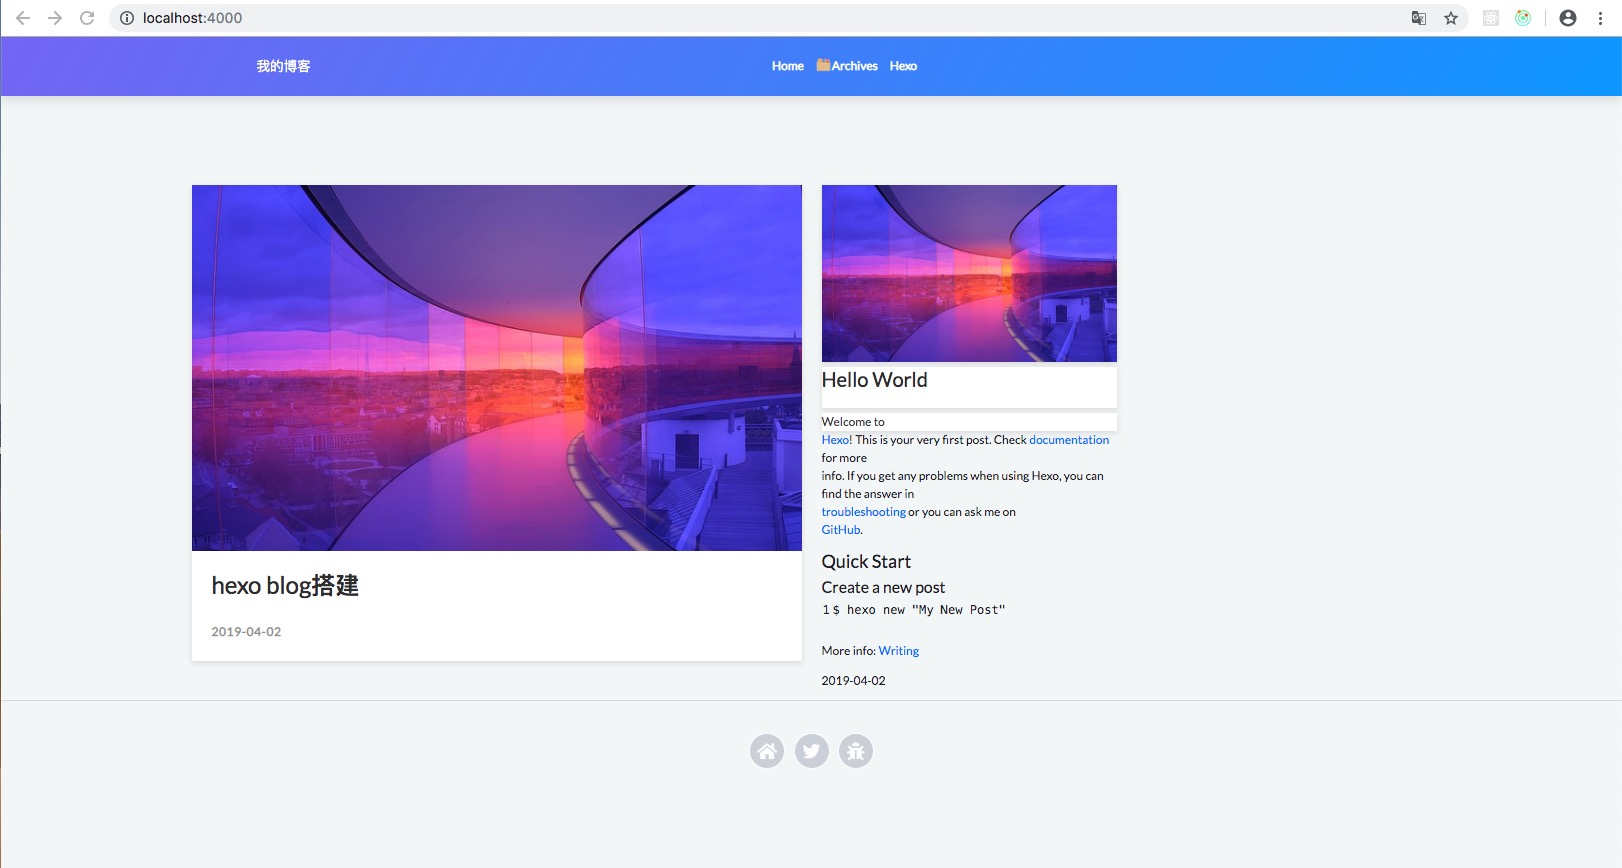 localhost:4000
我的博客
Home Archives Hexo
hexo blog搭建
2019-04-02
Hello World
Welcome to
Hexo! This is your very first post. Check documentation
for more
info. If you get any problems when using Hexo, you can
find the answer in
troubleshooting or you can ask me on
GitHub.
Quick Start
Create a new post
1 $ hexo new "My New Post"
More info: Writing
2019-04-02